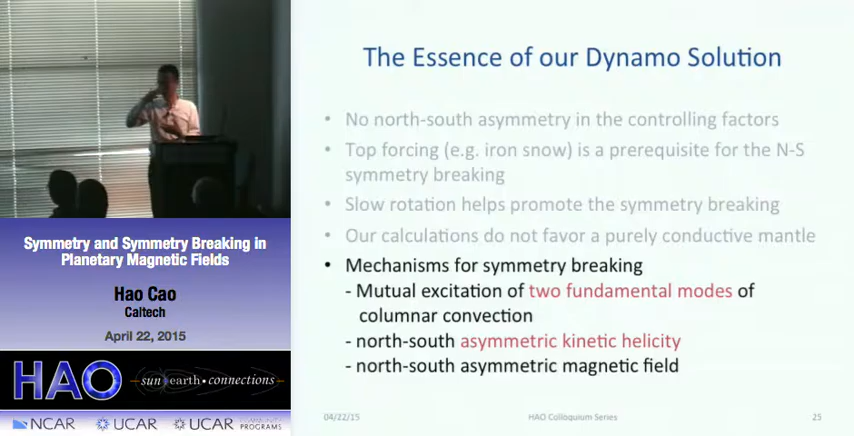 The Essence of our Dynamo Solution
• No north-south asymmetry in the controlling factors
• Top forcing (e.g. iron snow) is a prerequisite for the N-S
symmetry breaking
• Slow rotation helps promote the symmetry breaking
• Our calculations do not favor a purely conductive mantle
• Mechanisms for symmetry breaking
- Mutual excitation of two fundamental modes of
columnar convection
- north-south asymmetric kinetic helicity
- north-south asymmetric magnetic field
04/22/15
HAO Colloquium Series
25
Symmetry and Symmetry Breaking in
Planetary Magnetic Fields
Hao Cao
Caltech
April 22, 2015
HAO
sun earth • connections
NCAR
UCAR
UCAR
PROGRAMS